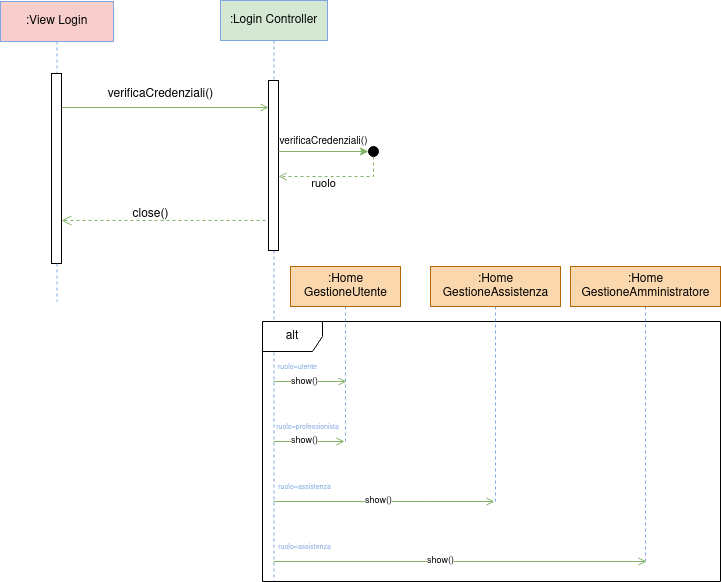 :View Login
:Login Controller
verificaCredenziali()
verificaCredenziali()
ruolo
close()
:Home
GestioneUtente
:Home
GestioneAssistenza
:Home
GestioneAmministratore
alt
ruolo=utente
show()
ruolo=professionista
show()
ruolo=assistenza
show()
ruolo=assistenza
show()